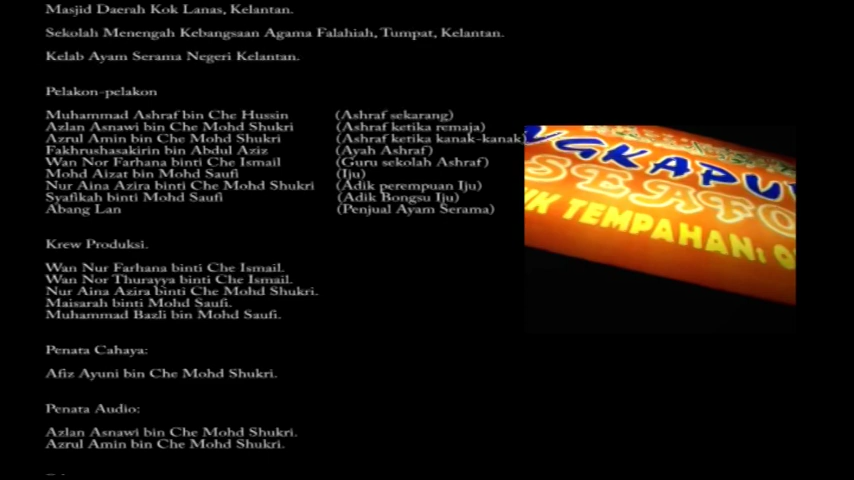 Masjid Daerah Kok Lanas, Kelantan.
Sekolah Menengah Kebangsaan Agama Falahiah, Tumpat, Kelantan.
Kelab Ayam Serama Negeri Kelantan.
Pelakon-pelakon
Muhammad Ashraf bin Che Hussin (Ashraf sekarang)
Azlan Asnawi bin Che Mohd Shukri (Ashraf ketika remaja)
Azrul Amin bin Che Mohd Shukri (Ashraf ketika kanak-kanak)
Fakhrushasakirin bin Abdul Aziz (Ayah Ashraf)
Wan Nor Farhana binti Che Ismail (Guru sekolah Ashraf)
Mohd Aizat bin Mohd Saufi (Iju)
Nur Aina Azira binti Che Mohd Shukri (Adik perempuan Iju)
Syafikah binti Mohd Saufi (Adik Bongsu Iju)
Abang Lan (Penjual Ayam Serama)
Krew Produksi.
Wan Nur Farhana binti Che Ismail.
Wan Nor Thurayya binti Che Ismail.
Nur Aina Azira binti Che Mohd Shukri.
Maisarah binti Mohd Saufi.
Muhammad Bazli bin Mohd Saufi.
Penata Cahaya:
Afiz Ayuni bin Che Mohd Shukri.
Penata Audio:
Azlan Asnawi bin Che Mohd Shukri.
Azrul Amin bin Che Mohd Shukri.
NGKAPU
SEAFO
TEMPAHAN: 0